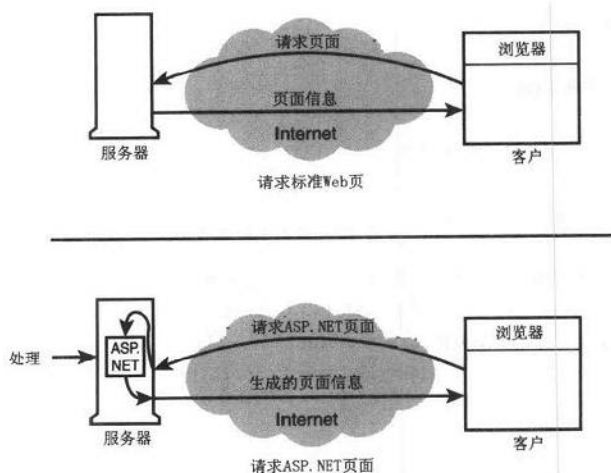 请求页面
浏览器
页面信息
Internet
服务器
客户
请求标准Web页
请求ASP.NET页面
浏览器
处理
ASP.
NET
生成的页面信息
Internet
服务器
客户
请求ASP.NET页面